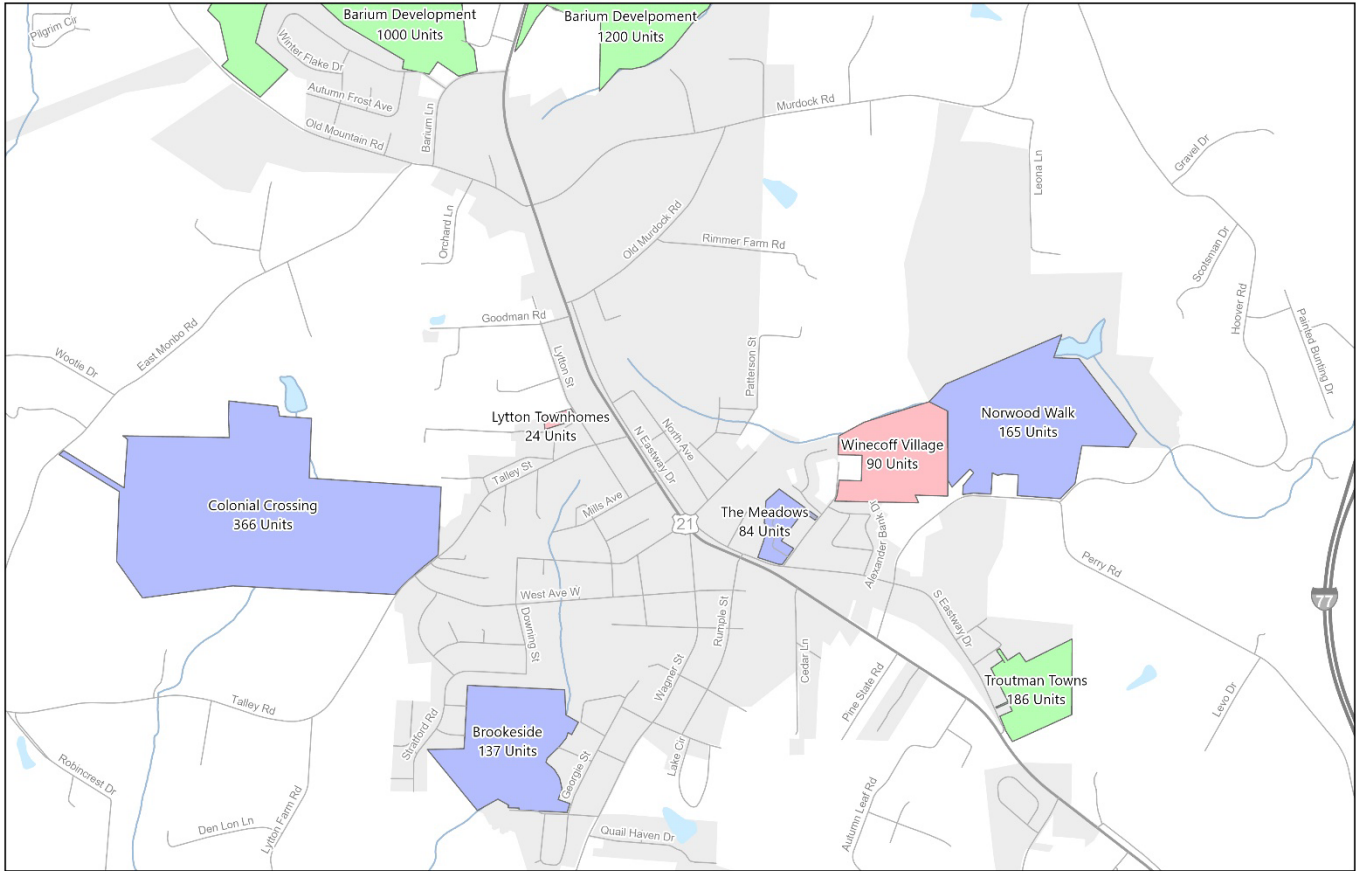 Pilgrim Cir
Barium Development
1000 Units
Barium Develpoment
1200 Units
Winter Flake Dr
Autumn Frost Ave
Old Mountain Rd
Barium Ln
Murdock Rd
Leona Ln
Gravel Dr
Orchard Ln
Old Murdock Rd
Rimmer Farm Rd
Scotsman Dr
Hoover Rd
Painted Bunting Dr
Goodman Rd
East Monbo Rd
Wootie Dr
Lytton St
Patterson St
Lytton Townhomes
24 Units
North Ave
N Eastway Dr
Norwood Walk
165 Units
Winecoff Village
90 Units
Talley St
Mills Ave
Colonial Crossing
366 Units
21
The Meadows
84 Units
Alexander Bank Dr
Perry Rd
77
West Ave W
Downing St
Rumple St
Cedar Ln
S Eastway Dr
Wagner St
Pine State Rd
Troutman Towns
186 Units
Levo Dr
Talley Rd
Stratford Rd
Brookeside
137 Units
Georgie St
Lake Cir
Robincrest Dr
Den Lon Ln
Lytton Farm Rd
Quail Haven Dr
Autumn Leaf Rd